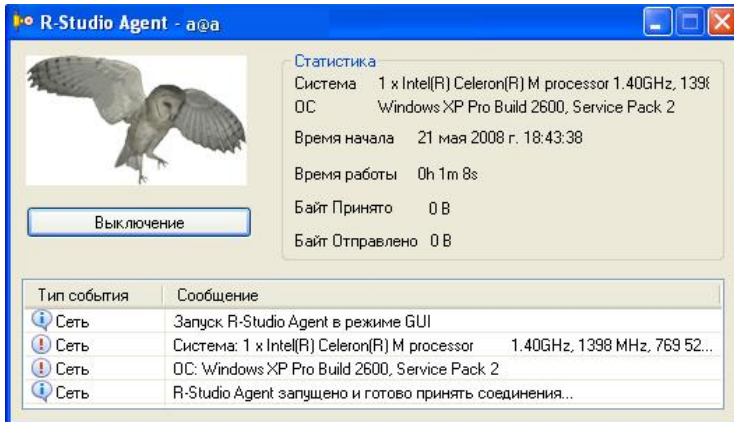 R-Studio Agent - a@a
Статистика
Система 1 x Intel(R) Celeron(R) M processor 1.40GHz, 139
ОС Windows XP Pro Build 2600, Service Pack 2
Время начала 21 мая 2008 г. 18:43:38
Время работы 0h 1m 8s
Выключение
Байт Принято 0 B
Байт Отправлено 0 B
Тип события Сообщение
Сеть Запуск R-Studio Agent в режиме GUI
Сеть Система: 1 x Intel(R) Celeron(R) M processor 1.40GHz, 1398 MHz, 769 52...
Сеть ОС: Windows XP Pro Build 2600, Service Pack 2
Сеть R-Studio Agent запущено и готово принять соединения...